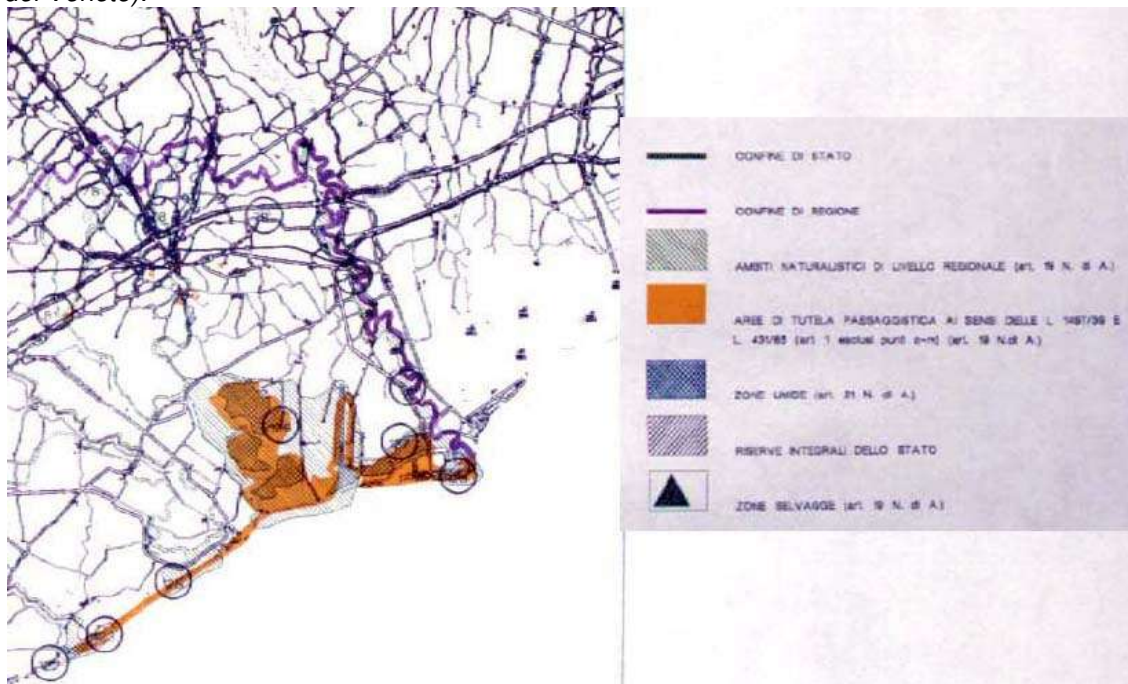 CONFINE DI STATO
CONFINE DI REGIONE
AMBITI NATURALISTICI DI LIVELLO REGIONALE (art. 19 N. di A.)
AREE DI TUTELA PAESAGGISTICA AI SENSI DELLE L. 1497/39 E
L. 431/85 (art. 1 esclusi punti c-m) (art. 19 N.di A.)
ZONE UMIDE (art. 21 N. di A.)
RISERVE INTEGRALI DELLO STATO
ZONE SELVAGGE (art. 19 N. di A.)